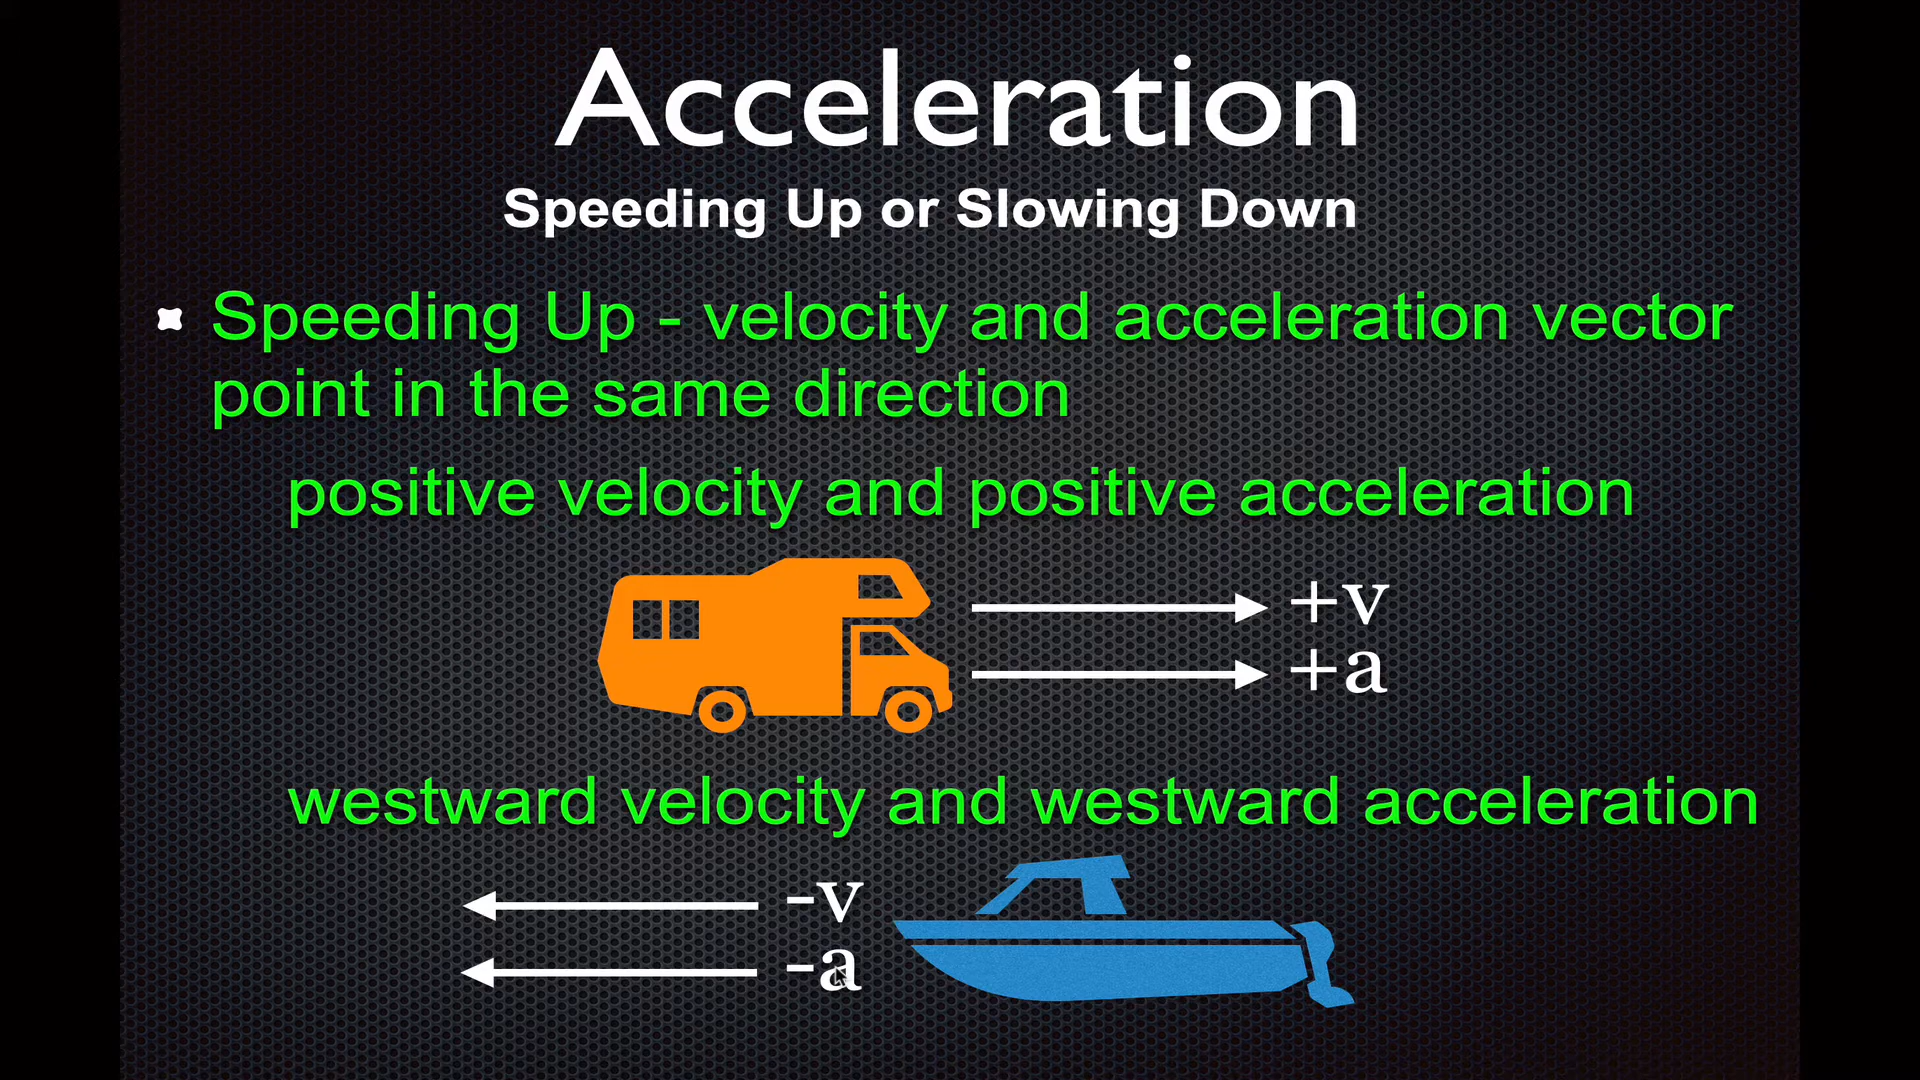 Acceleration
Speeding Up or Slowing Down
Speeding Up - velocity and acceleration vector
point in the same direction
positive velocity and positive acceleration
+v
+a
westward velocity and westward acceleration
-v
-a